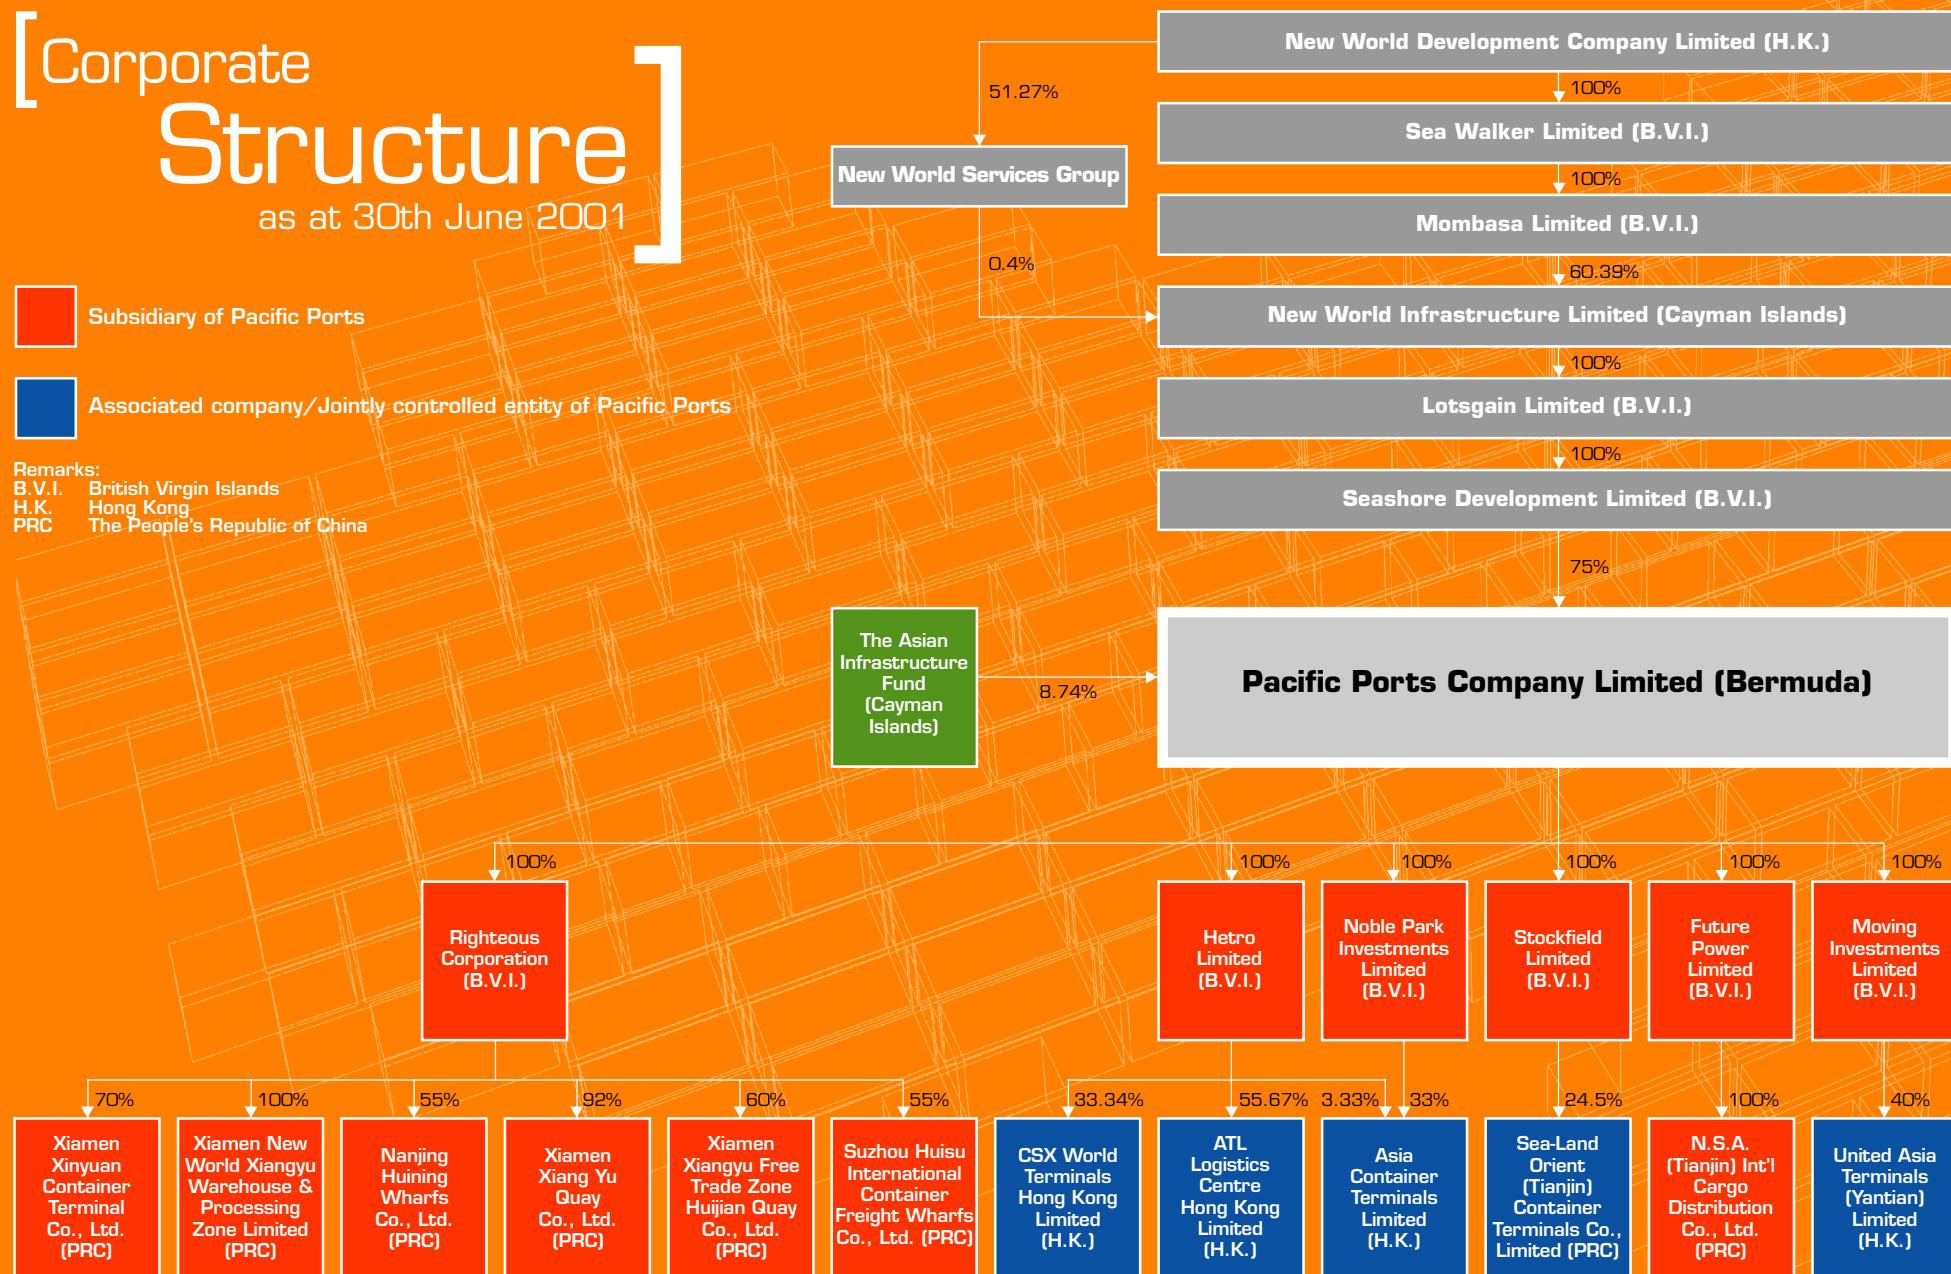 Corporate
Structure
as at 30th June 2001
Subsidiary of Pacific Ports
Associated company/Jointly controlled entity of Pacific Ports
Remarks:
B.V.I. British Virgin Islands
H.K. Hong Kong
PRC The People's Republic of China
New World Development Company Limited (H.K.)
51.27%
100%
Sea Walker Limited (B.V.I.)
New World Services Group
100%
Mombasa Limited (B.V.I.)
0.4%
60.39%
New World Infrastructure Limited (Cayman Islands)
100%
Lotsgain Limited (B.V.I.)
100%
Seashore Development Limited (B.V.I.)
75%
The Asian
Infrastructure
Fund
(Cayman
Islands)
8.74%
Pacific Ports Company Limited (Bermuda)
100%
100%
100%
100%
100%
100%
Righteous
Corporation
(B.V.I.)
Hetro
Limited
(B.V.I.)
Noble Park
Investments
Limited
(B.V.I.)
Stockfield
Limited
(B.V.I.)
Future
Power
Limited
(B.V.I.)
Moving
Investments
Limited
(B.V.I.)
70%
100%
55%
92%
60%
55%
33.34%
55.67%
3.33%
33%
24.5%
100%
40%
Xiamen
Xinyuan
Container
Terminal
Co., Ltd.
(PRC)
Xiamen New
World Xiangyu
Warehouse &
Processing
Zone Limited
(PRC)
Nanjing
Huining
Wharfs
Co., Ltd.
(PRC)
Xiamen
Xiang Yu
Quay
Co., Ltd.
(PRC)
Xiamen
Xiangyu Free
Trade Zone
Huijian Quay
Co., Ltd.
(PRC)
Suzhou Huisu
International
Container
Freight Wharfs
Co., Ltd. (PRC)
CSX World
Terminals
Hong Kong
Limited
(H.K.)
ATL
Logistics
Centre
Hong Kong
Limited
(H.K.)
Asia
Container
Terminals
Limited
(H.K.)
Sea-Land
Orient
(Tianjin)
Container
Terminals Co.,
Limited (PRC)
N.S.A.
(Tianjin) Int'l
Cargo
Distribution
Co., Ltd.
(PRC)
United Asia
Terminals
(Yantian)
Limited
(H.K.)